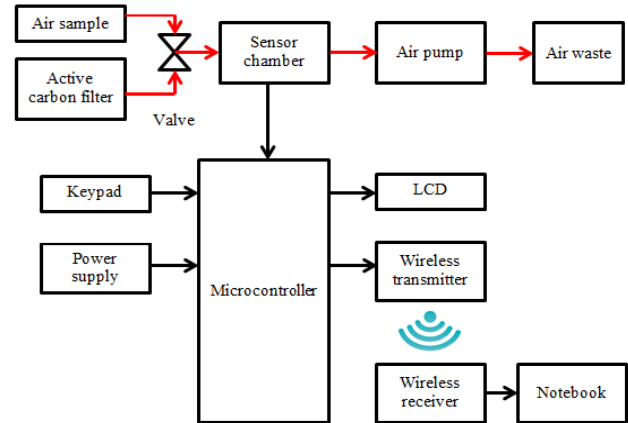 Air sample
Active
carbon filter
Valve
Sensor
chamber
Air pump
Air waste
Keypad
Power
supply
Microcontroller
LCD
Wireless
transmitter
Wireless
receiver
Notebook